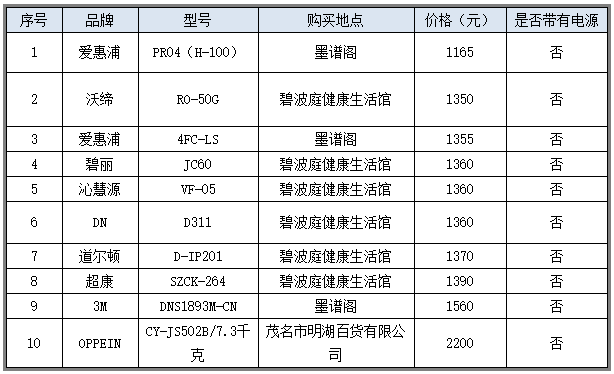 序号 品牌 型号 购买地点 价格（元） 是否带有电源
1 爱惠浦 PR04（H-100） 墨谱阁 1165 否
2 沃缔 RO-50G 碧波庭健康生活馆 1350 否
3 爱惠浦 4FC-LS 墨谱阁 1355 否
4 碧丽 JC60 碧波庭健康生活馆 1360 否
5 沁慧源 VF-05 碧波庭健康生活馆 1360 否
6 DN D311 碧波庭健康生活馆 1360 否
7 道尔顿 D-IP201 碧波庭健康生活馆 1370 否
8 超康 SZCK-264 碧波庭健康生活馆 1390 否
9 3M DNS1893M-CN 墨谱阁 1560 否
10 OPPEIN CY-JS502B/7.3千 茂名市明湖百货有限公 2200 否
克 司